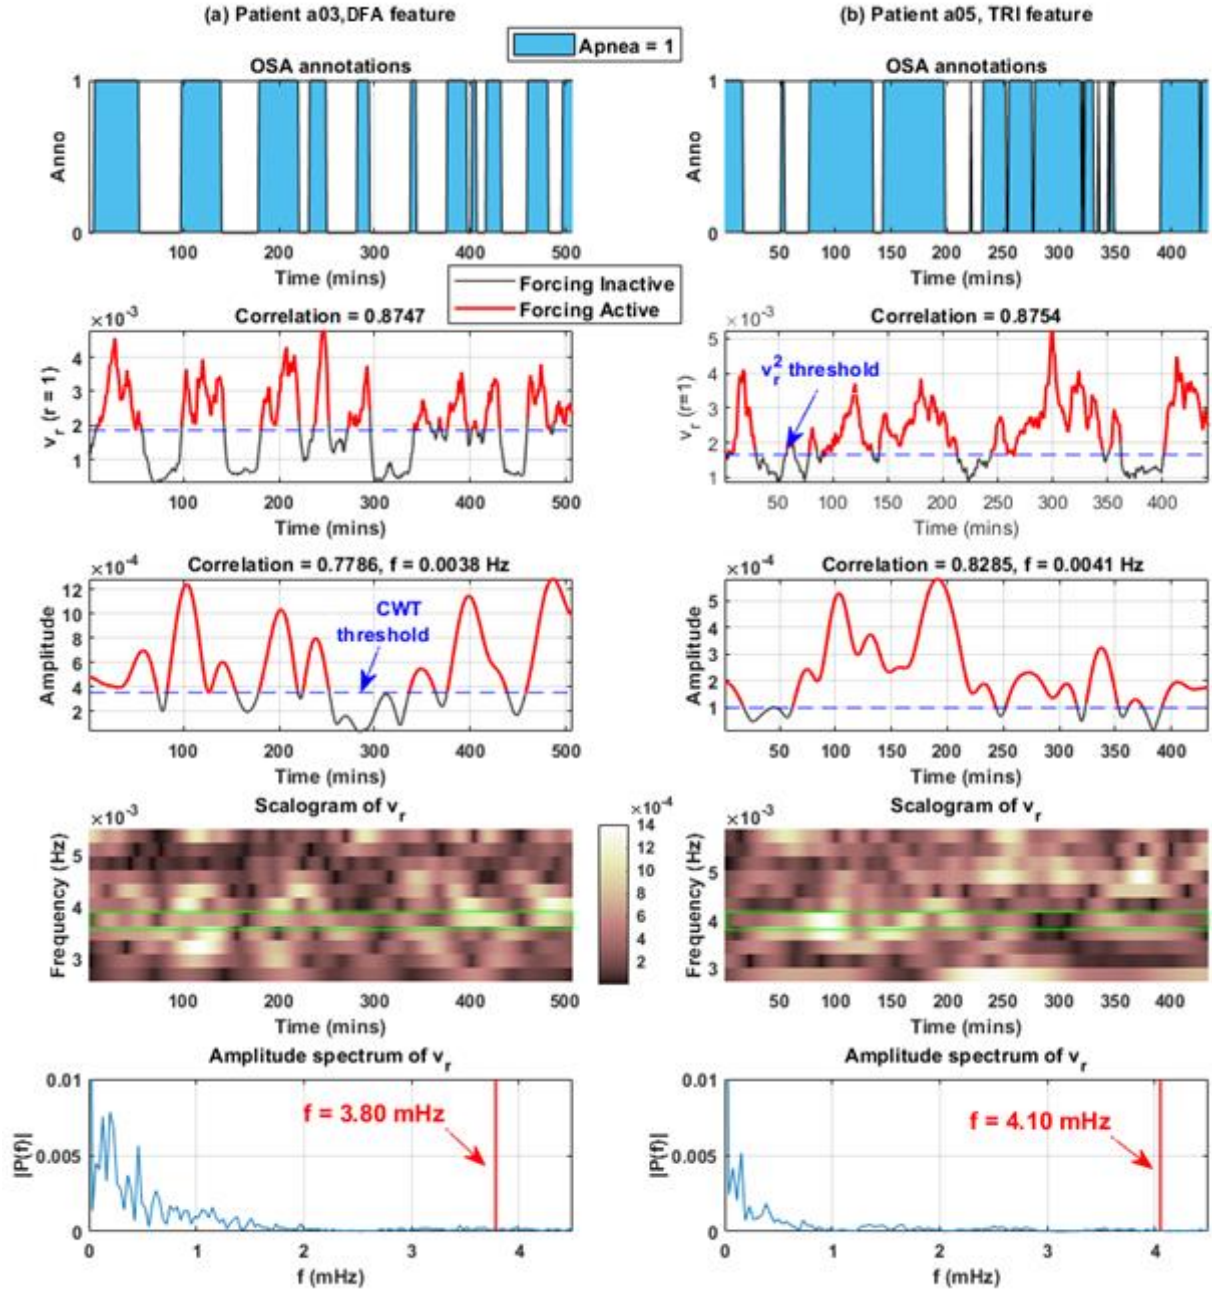 (a) Patient a03,DFA feature
(b) Patient a05, TRI feature
Apnea = 1
OSA annotations
1
Anno
0
100 200 300 400 500
Time (mins)
OSA annotations
1
Anno
0
50 100 150 200 250 300 350 400
Time (mins)
Forcing Inactive
Forcing Active
×10⁻³
Correlation = 0.8747
4
3
2
1
v_r (r = 1)
100 200 300 400 500
Time (mins)
×10⁻³
Correlation = 0.8754
5
4
3
2
1
v_r (r=1)
v_r² threshold
50 100 150 200 250 300 350 400
Time (mins)
×10⁻⁴
Correlation = 0.7786, f = 0.0038 Hz
12
10
8
6
4
2
Amplitude
CWT
threshold
100 200 300 400 500
Time (mins)
×10⁻⁴
Correlation = 0.8285, f = 0.0041 Hz
5
4
3
2
1
Amplitude
50 100 150 200 250 300 350 400
Time (mins)
Scalogram of v_r
×10⁻³
5
4
3
Frequency (Hz)
100 200 300 400 500
Time (mins)
×10⁻⁴
14
12
10
8
6
4
2
Scalogram of v_r
×10⁻³
5
4
3
Frequency (Hz)
50 100 150 200 250 300 350 400
Time (mins)
Amplitude spectrum of v_r
0.01
0.005
0
|P(f)|
f = 3.80 mHz
0 1 2 3 4
f (mHz)
Amplitude spectrum of v_r
0.01
0.005
0
|P(f)|
f = 4.10 mHz
0 1 2 3 4
f (mHz)